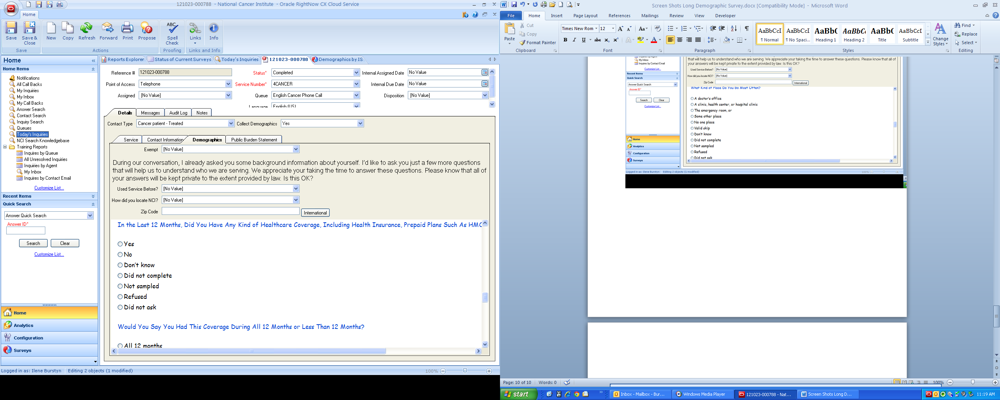 121023-000788 - National Cancer Institute - Oracle RightNow CX Cloud Service
Home
Save
Save & Close
New
Copy
Refresh
Forward
Print
Propose
ABC
Spell Check
Links
Info
Save
Actions
Proofing
Links and Info
Home
Home Items
Notifications
All Call Backs
My Inquiries
My Inbox
My Call Backs
Answer Search
Contact Search
Inquiry Search
Queues
Today's Inquiries
NCI Search Knowledgebase
Training Reports
Inquires by Queue
All Unresolved Inquiries
Inquiries by Agent
My Inbox
Inquires by Contact Email
Customize List...
Recent Items
Quick Search
Answer Quick Search
Answer ID*
Search
Clear
Customize List...
Home
Analytics
Configuration
Surveys
Logged in as: Ilene Burstyn
Editing 2 objects (1 modified)
100%
Reports Explorer
Status of Current Surveys
Today's Inquiries
121023-000788
Demographics by IS
Reference # 121023-000788
Status* Completed
Internal Assigned Date No Value
Point of Access Telephone
Service Number* 4CANCER
Internal Due Date No Value
Assigned [No Value]
Queue English Cancer Phone Call
Disposition [No Value]
Language English (US)
Details
Messages
Audit Log
Notes
Contact Type Cancer patient - Treated
Collect Demographics Yes
Service
Contact Information
Demographics
Public Burden Statement
Exempt [No Value]
During our conversation, I already asked you some background information about yourself. I'd like to ask you just a few more questions
that will help us to understand who we are serving. We appreciate your taking the time to answer these questions. Please know that all of
your answers will be kept private to the extent provided by law. Is this OK?
Used Service Before? [No Value]
How did you locate NCI? [No Value]
Zip Code
International
In the Last 12 Months, Did You Have Any Kind of Healthcare Coverage, Including Health Insurance, Prepaid Plans Such As HMO
Yes
No
Don't know
Did not complete
Not sampled
Refused
Did not ask
Would You Say You Had This Coverage During All 12 Months or Less Than 12 Months?
All 12 months
Screen Shots Long Demographic Survey.docx [Compatibility Mode] - Microsoft Word
File
Home
Insert
Page Layout
References
Mailings
Review
View
Developer
Paste
Cut
Copy
Format Painter
Clipboard
Times New Rom
12
Font
Paragraph
AaBbCcI
¶ Normal
AaBbCcI
¶ No Spaci...
AaBbC
Heading 1
AaBbCc
Heading 2
AaBbC
Title
AaBbCcI
Subtitle
Change Styles
Styles
Find
Replace
Select
Editing
Inquiries by Agent
My Inbox
Inquires by Contact Email
Customize List...
Recent Items
Quick Search
Answer Quick Search
Answer ID*
Search
Clear
Customize List...
Home
Analytics
Configuration
Surveys
Logged in as: Ilene Burstyn
Editing 2 objects (1 modified)
100%
that will help us to understand who we are serving. We appreciate your taking the time to answer these questions. Please know that all of
your answers will be kept private to the extent provided by law. Is this OK?
Used Service Before? [No Value]
How did you locate NCI? [No Value]
Zip Code
International
What Kind of Place Do You Go Most Often?
A doctor's office
A clinic, health center, or hospital clinic
The emergency room, or
Some other place
No one place
Valid skip
Don't know
Did not complete
Not sampled
Refused
Did not ask
Page: 10 of 10
Words: 0
100%
start
Inbox - Mailbox - Bur...
Windows Media Player
121023-000788 - Nat...
Screen Shots Long D...
11:19 AM